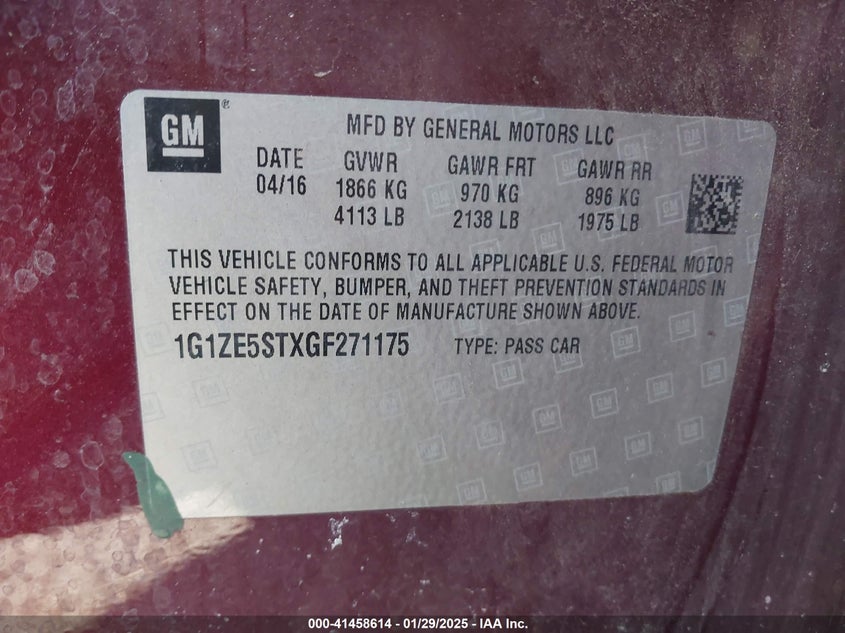 GM ®
MFD BY GENERAL MOTORS LLC
DATE GVWR GAWR FRT GAWR RR
04/16 1866 KG 970 KG 896 KG
4113 LB 2138 LB 1975 LB
THIS VEHICLE CONFORMS TO ALL APPLICABLE U.S. FEDERAL MOTOR
VEHICLE SAFETY, BUMPER, AND THEFT PREVENTION STANDARDS IN
EFFECT ON THE DATE OF MANUFACTURE SHOWN ABOVE.
1G1ZE5STXGF271175 TYPE: PASS CAR
000-41458614 - 01/29/2025 - IAA Inc.